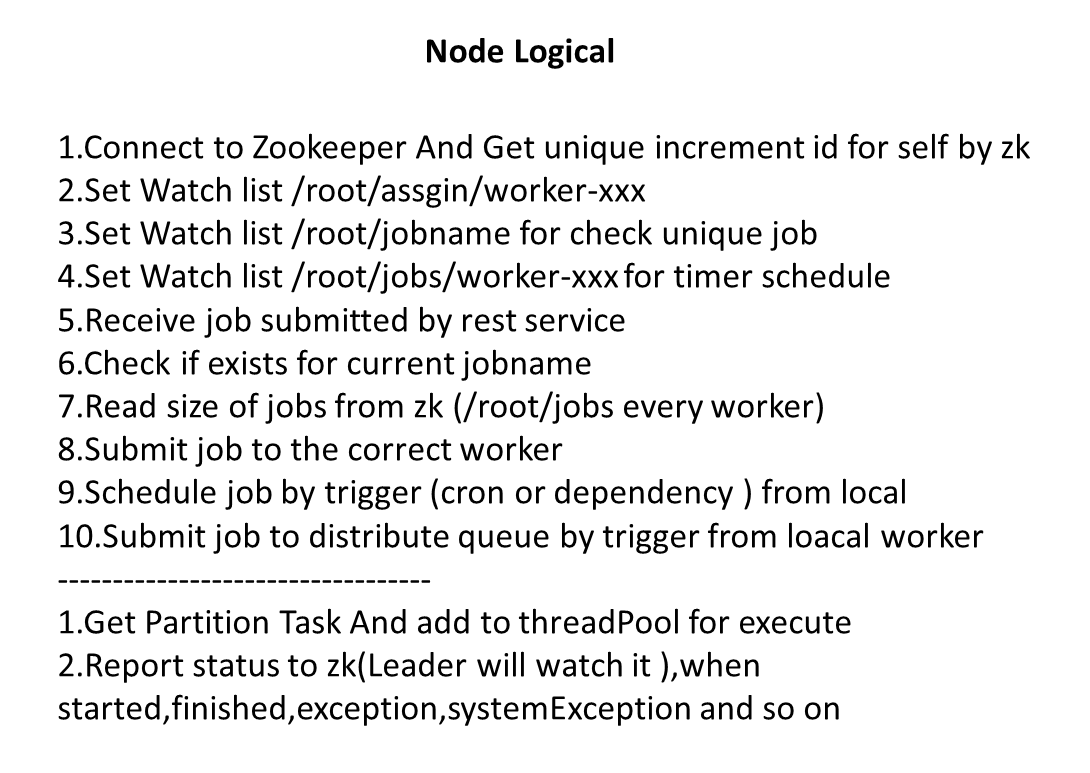 Node Logical
1.Connect to Zookeeper And Get unique increment id for self by zk
2.Set Watch list /root/assgin/worker-xxx
3.Set Watch list /root/jobname for check unique job
4.Set Watch list /root/jobs/worker-xxx for timer schedule
5.Receive job submitted by rest service
6.Check if exists for current jobname
7.Read size of jobs from zk (/root/jobs every worker)
8.Submit job to the correct worker
9.Schedule job by trigger (cron or dependency ) from local
10.Submit job to distribute queue by trigger from loacal worker
----------------------------------
1.Get Partition Task And add to threadPool for execute
2.Report status to zk(Leader will watch it ),when
started,finished,exception,systemException and so on